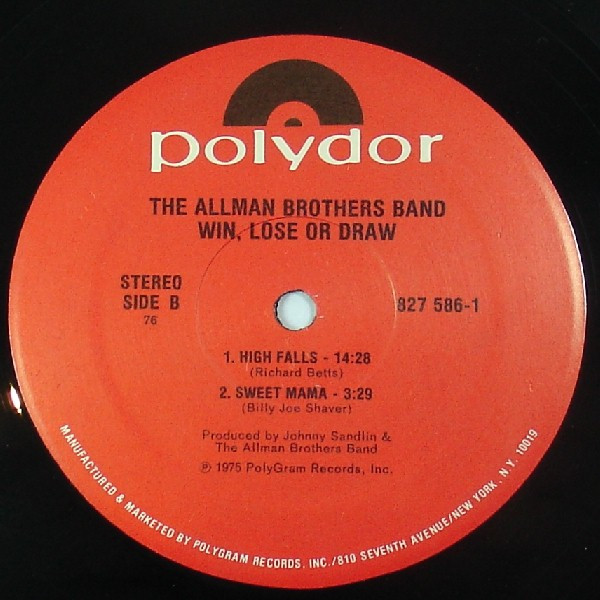 polydor
THE ALLMAN BROTHERS BAND
WIN, LOSE OR DRAW
STEREO
SIDE B
76
827 586-1
1. HIGH FALLS - 14:28
(Richard Betts)
2. SWEET MAMA - 3:29
(Billy Joe Shaver)
Produced by Johnny Sandlin &
The Allman Brothers Band
℗ 1975 PolyGram Records, Inc.
MANUFACTURED & MARKETED BY POLYGRAM RECORDS, INC./810 SEVENTH AVENUE/NEW YORK, N.Y. 10019